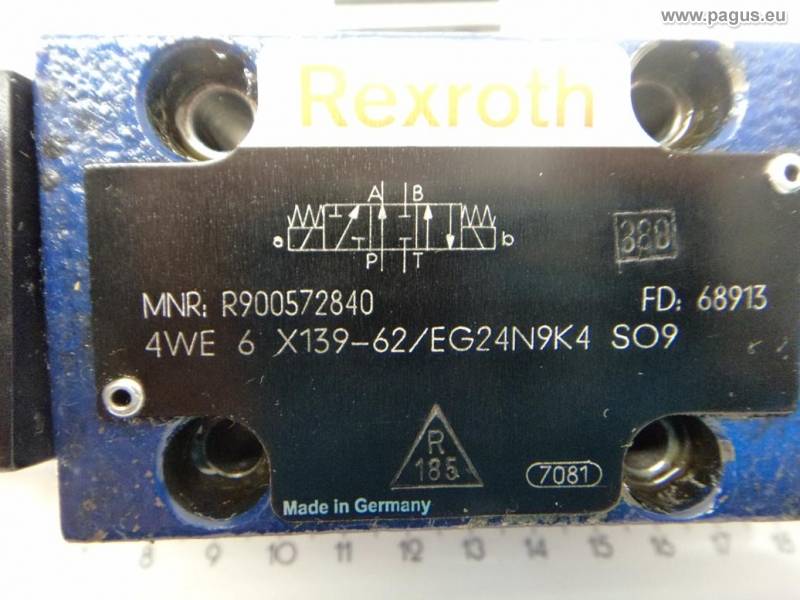 www.pagus.eu
Rexroth
A B
a b
P T
380
MNR: R900572840 FD: 68913
4WE 6 X139-62/EG24N9K4 SO9
R
185
7081
Made in Germany
8 9 10 11 12 13 14 15 16 17 18